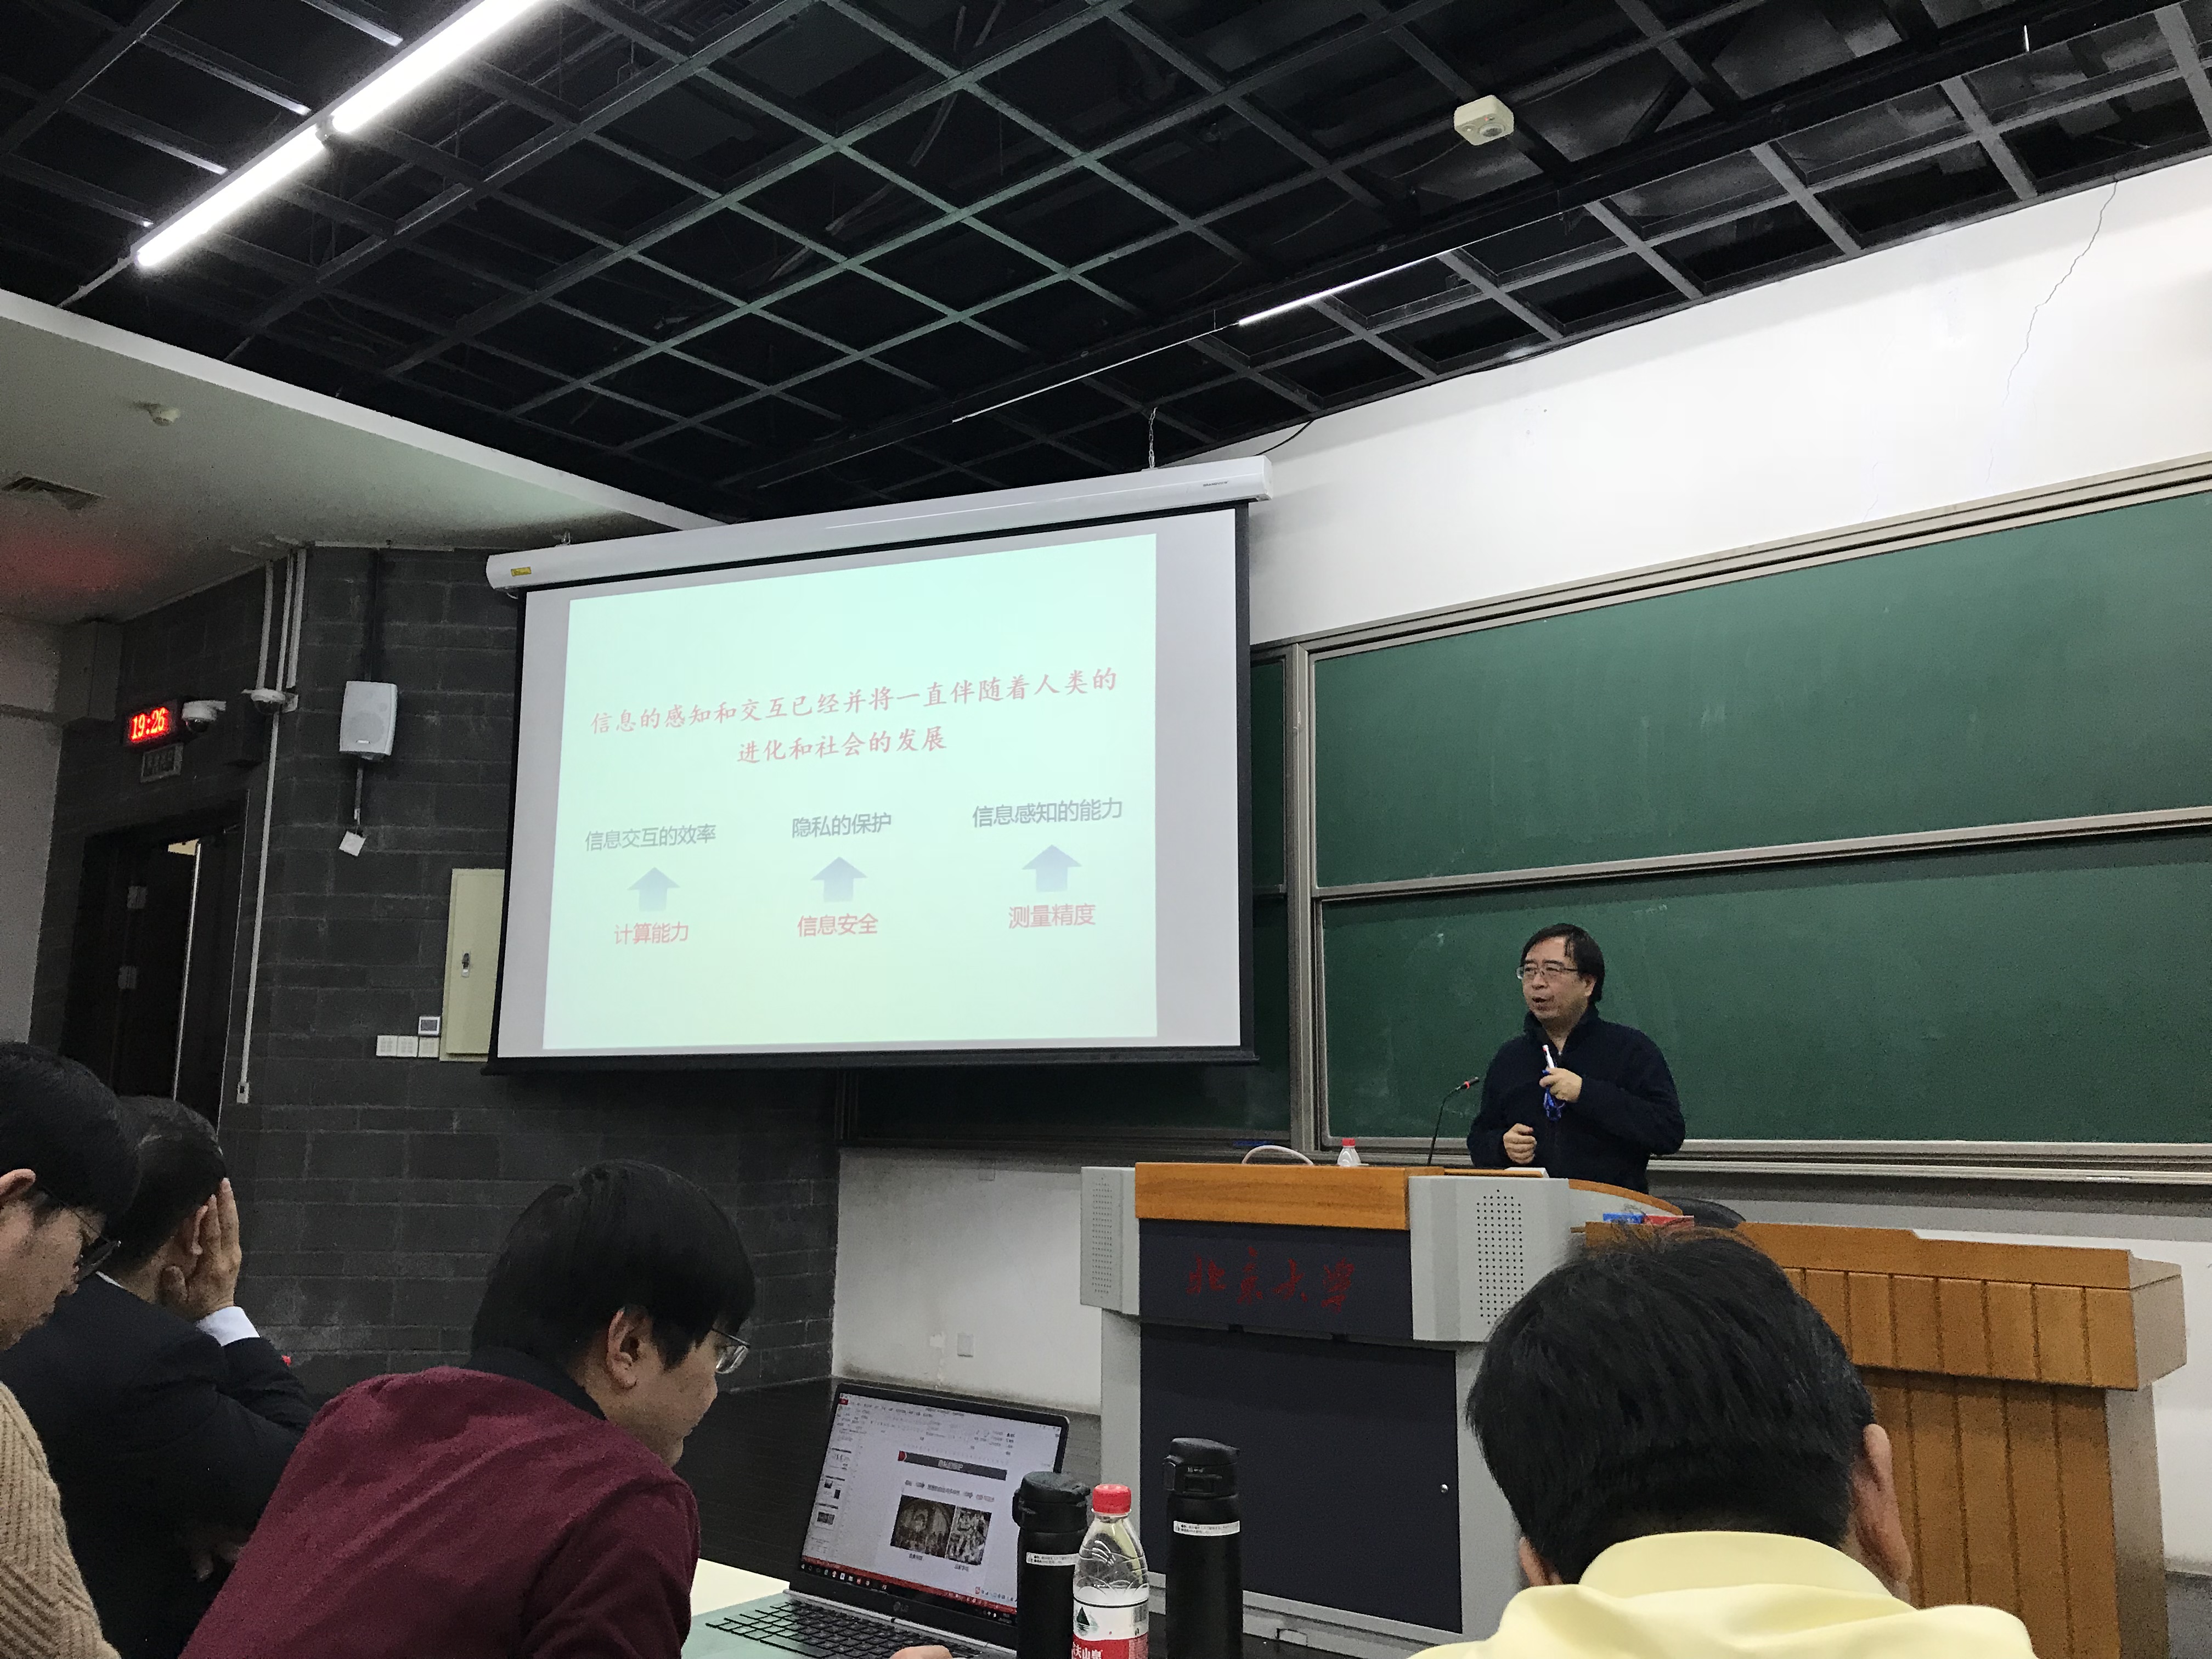 信息的感知和交互已经并将一直伴随着人类的
进化和社会的发展
信息交互的效率
隐私的保护
信息感知的能力
计算能力
信息安全
测量精度
19:26
北京大学
LG